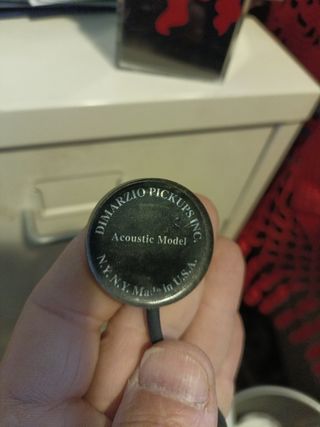 DIMARZIO PICKUPS INC.
Acoustic Model
N.Y.N.Y. Made in U.S.A.